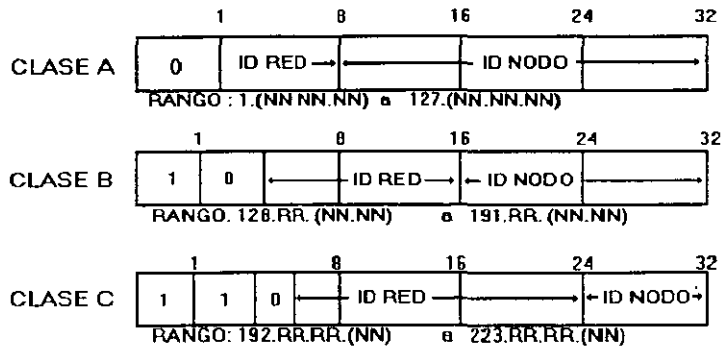 1 8 16 24 32
CLASE A 0 ID RED ID NODO
RANGO : 1.(NN NN.NN) a 127.(NN.NN.NN)
1 8 16 24 32
CLASE B 1 0 ID RED ID NODO
RANGO. 128.RR. (NN.NN) a 191.RR. (NN.NN)
1 8 16 24 32
CLASE C 1 1 0 ID RED ID NODO
RANGO: 192.RR.RR.(NN) a 223.RR.RR.(NN)